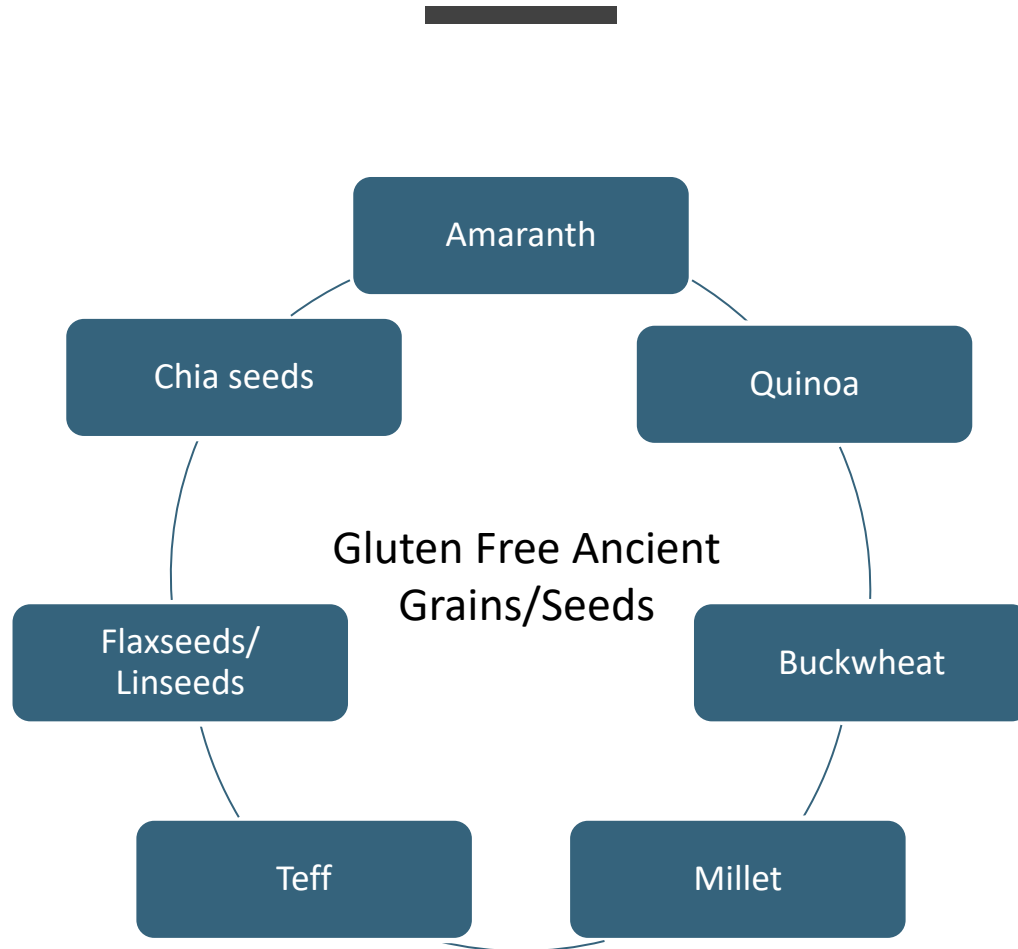 Amaranth
Chia seeds
Quinoa
Gluten Free Ancient
Grains/Seeds
Flaxseeds/
Linseeds
Buckwheat
Teff
Millet